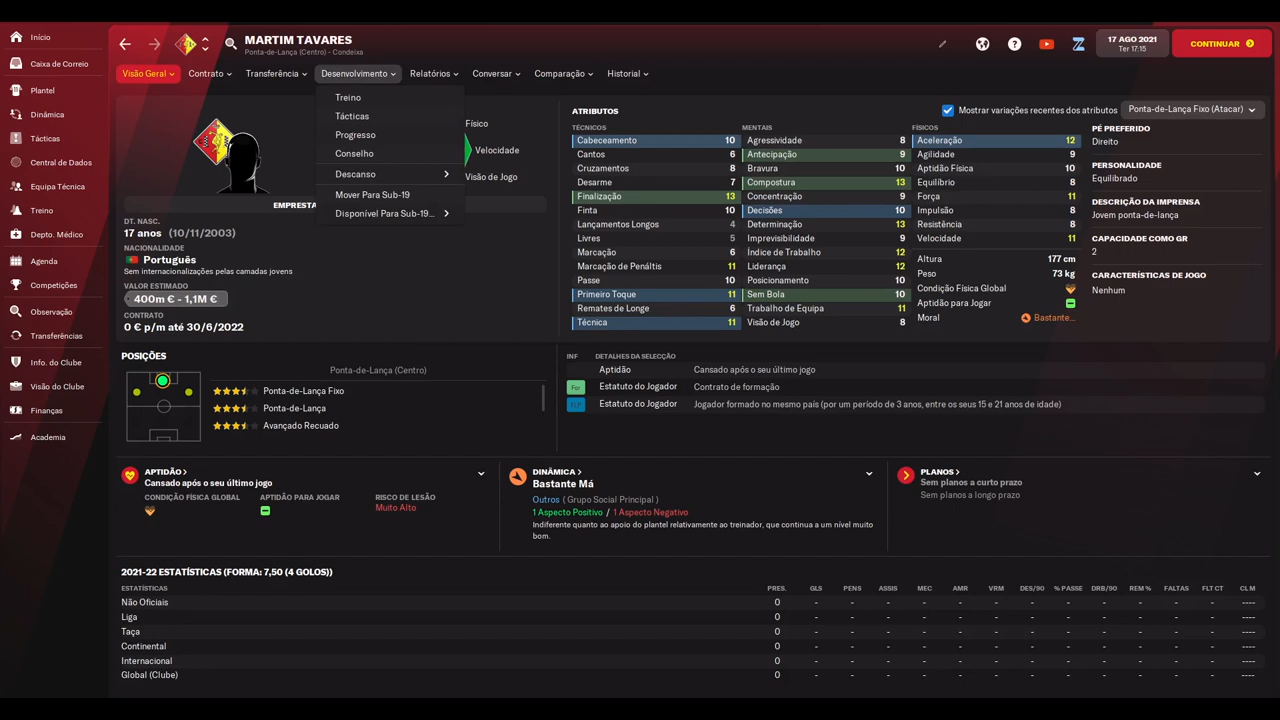 Início
Caixa de Correio
Plantel
Dinâmica
Tácticas
Central de Dados
Equipa Técnica
Treino
Depto. Médico
Agenda
Competições
Observação
Transferências
Info. do Clube
Visão do Clube
Finanças
Academia
MARTIM TAVARES
Ponta-de-Lança (Centro) - Condeixa
17 AGO 2021
Ter 17:15
CONTINUAR
Visão Geral
Contrato
Transferência
Desenvolvimento
Relatórios
Conversar
Comparação
Historial
Treino
Tácticas
Progresso
Conselho
Descanso
Mover Para Sub-19
Disponível Para Sub-19...
Físico
Velocidade
Visão de Jogo
EMPRESTA
DT. NASC.
17 anos (10/11/2003)
NACIONALIDADE
Português
Sem internacionalizações pelas camadas jovens
VALOR ESTIMADO
400m € - 1,1M €
CONTRATO
0 € p/m até 30/6/2022
ATRIBUTOS
Mostrar variações recentes dos atributos
Ponta-de-Lança Fixo (Atacar)
TÉCNICOS
Cabeceamento 10
Cantos 6
Cruzamentos 8
Desarme 7
Finalização 13
Finta 10
Lançamentos Longos 4
Livres 5
Marcação 6
Marcação de Penáltis 11
Passe 10
Primeiro Toque 11
Remates de Longe 6
Técnica 11
MENTAIS
Agressividade 8
Antecipação 9
Bravura 10
Compostura 13
Concentração 9
Decisões 10
Determinação 13
Imprevisibilidade 9
Índice de Trabalho 12
Liderança 12
Posicionamento 10
Sem Bola 10
Trabalho de Equipa 11
Visão de Jogo 8
FÍSICOS
Aceleração 12
Agilidade 9
Aptidão Física 10
Equilíbrio 8
Força 11
Impulsão 8
Resistência 8
Velocidade 11
Altura 177 cm
Peso 73 kg
Condição Física Global
Aptidão para Jogar
Moral Bastante...
PÉ PREFERIDO
Direito
PERSONALIDADE
Equilibrado
DESCRIÇÃO DA IMPRENSA
Jovem ponta-de-lança
CAPACIDADE COMO GR
2
CARACTERÍSTICAS DE JOGO
Nenhum
POSIÇÕES
Ponta-de-Lança (Centro)
Ponta-de-Lança Fixo
Ponta-de-Lança
Avançado Recuado
INF DETALHES DA SELECÇÃO
Aptidão Cansado após o seu último jogo
For Estatuto do Jogador Contrato de formação
FLP Estatuto do Jogador Jogador formado no mesmo país (por um período de 3 anos, entre os seus 15 e 21 anos de idade)
APTIDÃO >
Cansado após o seu último jogo
CONDIÇÃO FÍSICA GLOBAL
APTIDÃO PARA JOGAR
RISCO DE LESÃO
Muito Alto
DINÂMICA >
Bastante Má
Outros ( Grupo Social Principal )
1 Aspecto Positivo / 1 Aspecto Negativo
Indiferente quanto ao apoio do plantel relativamente ao treinador, que continua a um nível muito
bom.
PLANOS >
Sem planos a curto prazo
Sem planos a longo prazo
2021-22 ESTATÍSTICAS (FORMA: 7,50 (4 GOLOS))
ESTATÍSTICAS PRES. GLS PENS ASSIS MEC AMR VRM DES/90 % PASSE DRB/90 REM % FALTAS FLT CT CLM
Não Oficiais 0 - - - - - - - - - - - - ----
Liga 0 - - - - - - - - - - - - ----
Taça 0 - - - - - - - - - - - - ----
Continental 0 - - - - - - - - - - - - ----
Internacional 0 - - - - - - - - - - - - ----
Global (Clube) 0 - - - - - - - - - - - - ----